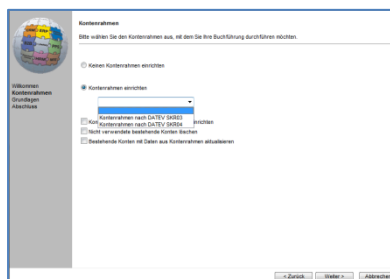 Kontenrahmen
Bitte wählen Sie den Kontenrahmen aus, mit dem Sie Ihre Buchführung durchführen möchten.
Keinen Kontenrahmen einrichten
Kontenrahmen einrichten
Willkommen
Kontenrahmen
Grundlagen
Abschluss
Kontenrahmen nach DATEV SKR03
Kontenrahmen nach DATEV SKR04
Kon
inrichten
Nicht verwendete bestehende Konten löschen
Bestehende Konten mit Daten aus Kontenrahmen aktualisieren
< Zurück
Weiter >
Abbrechen